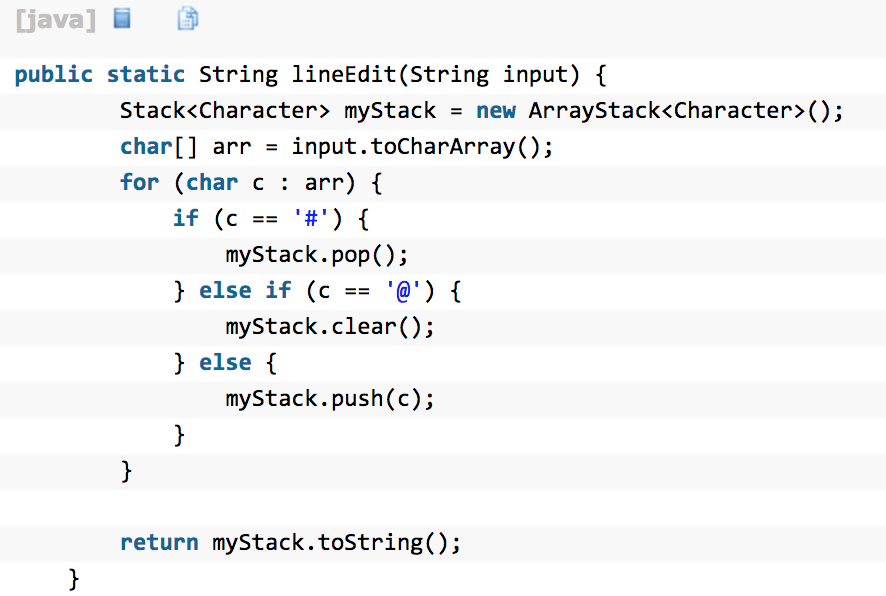 [java]
public static String lineEdit(String input) {
        Stack<Character> myStack = new ArrayStack<Character>();
        char[] arr = input.toCharArray();
        for (char c : arr) {
            if (c == '#') {
                myStack.pop();
            } else if (c == '@') {
                myStack.clear();
            } else {
                myStack.push(c);
            }
        }

        return myStack.toString();
    }